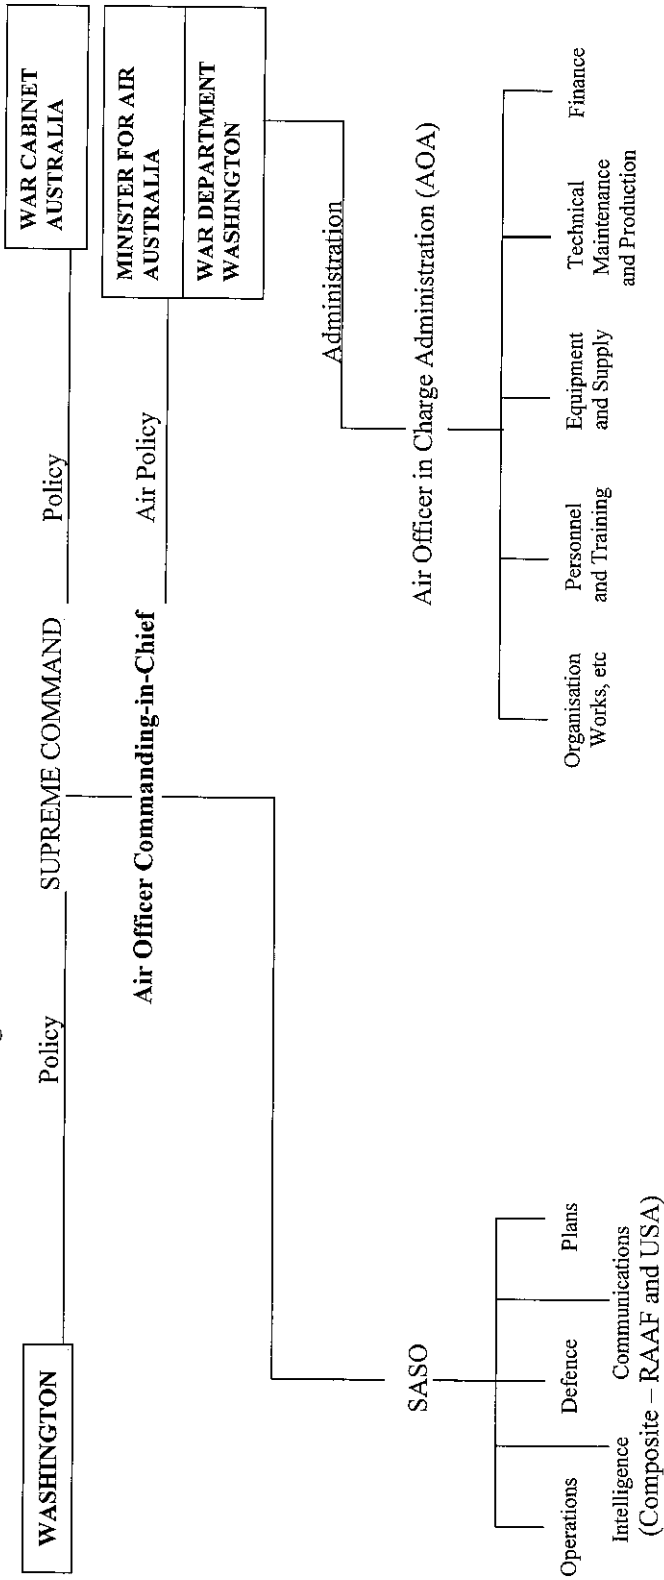 WASHINGTON
Policy
SUPREME COMMAND
Policy
WAR CABINET
AUSTRALIA
Air Officer Commanding-in-Chief
Air Policy
MINISTER FOR AIR
AUSTRALIA
WAR DEPARTMENT
WASHINGTON
Administration
SASO
Air Officer in Charge Administration (AOA)
Operations
Intelligence
Defence
Communications
Plans
(Composite – RAAF and USA)
Organisation
Works, etc
Personnel
and Training
Equipment
and Supply
Technical
Maintenance
and Production
Finance